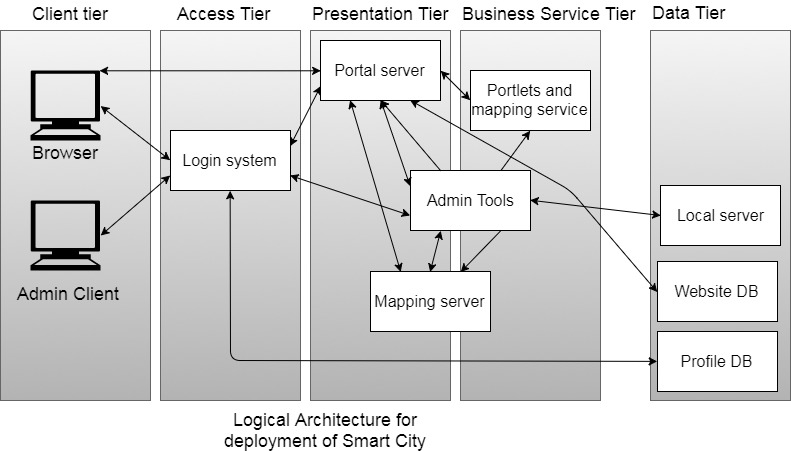 Client tier
Access Tier
Presentation Tier
Business Service Tier
Data Tier
Portal server
Portlets and
mapping service
Browser
Login system
Admin Tools
Local server
Admin Client
Mapping server
Website DB
Profile DB
Logical Architecture for
deployment of Smart City